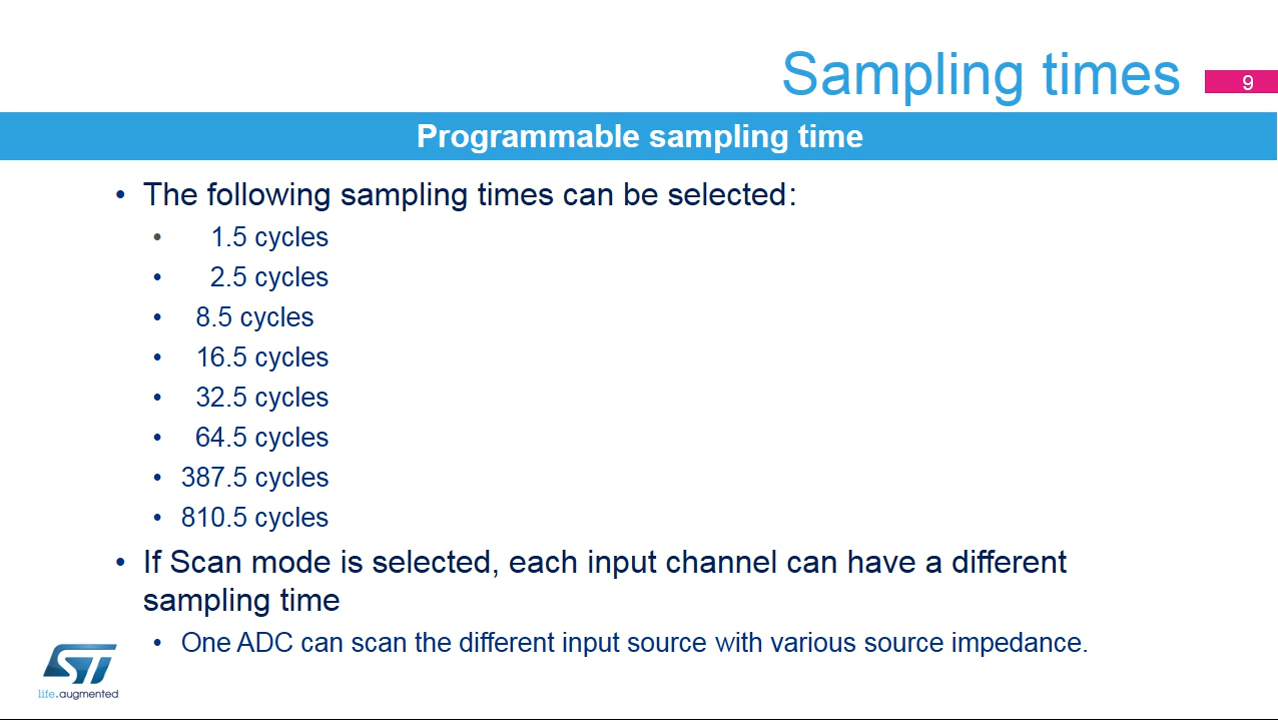 Sampling times
9
Programmable sampling time
• The following sampling times can be selected:
• 1.5 cycles
• 2.5 cycles
• 8.5 cycles
• 16.5 cycles
• 32.5 cycles
• 64.5 cycles
• 387.5 cycles
• 810.5 cycles
• If Scan mode is selected, each input channel can have a different
sampling time
• One ADC can scan the different input source with various source impedance.
ST
life.augmented